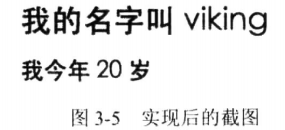 我的名字叫 viking
我今年 20 岁
图 3-5 实现后的截图